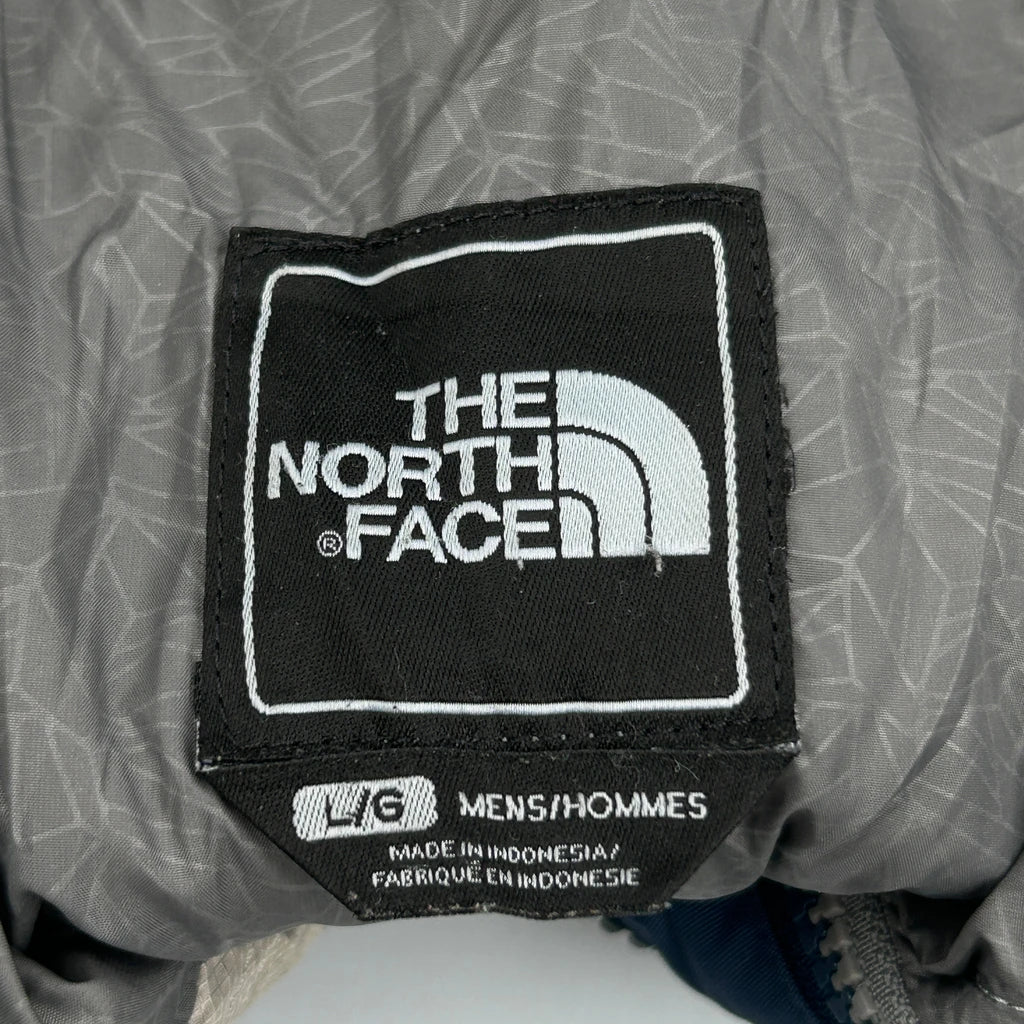 THE
NORTH
®FACE
L/G MENS/HOMMES
MADE IN INDONESIA/
FABRIQUÉ EN INDONESIE